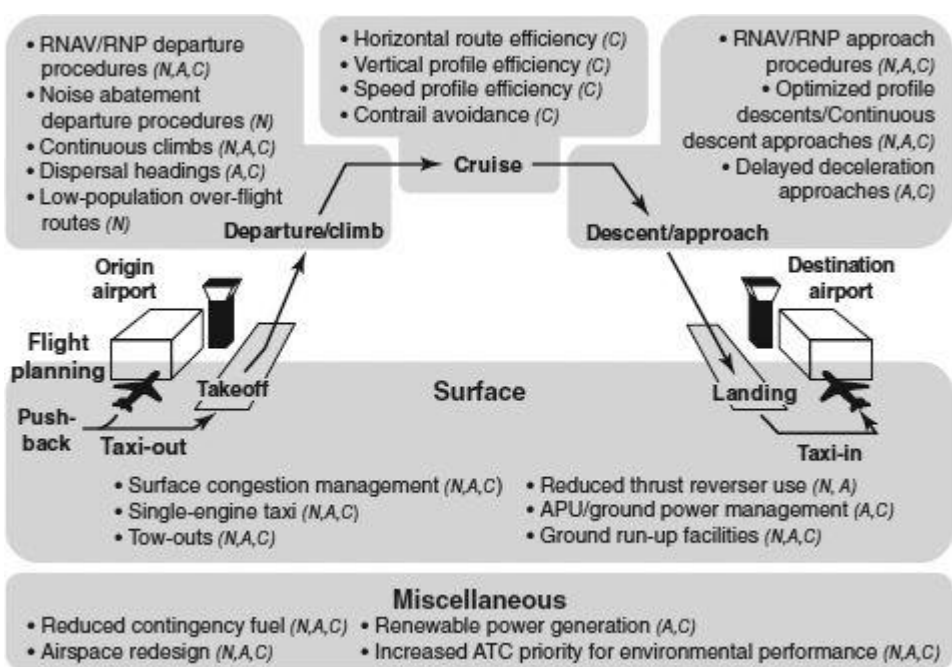 • RNAV/RNP departure
procedures (N,A,C)
• Noise abatement
departure procedures (N)
• Continuous climbs (N,A,C)
• Dispersal headings (A,C)
• Low-population over-flight
routes (N)
Departure/climb
• Horizontal route efficiency (C)
• Vertical profile efficiency (C)
• Speed profile efficiency (C)
• Contrail avoidance (C)
Cruise
• RNAV/RNP approach
procedures (N,A,C)
• Optimized profile
descents/Continuous
descent approaches (N,A,C)
• Delayed deceleration
approaches (A,C)
Descent/approach
Origin
airport
Destination
airport
Flight
planning
Push-
back
Taxi-out
Takeoff
Surface
Landing
Taxi-in
• Surface congestion management (N,A,C)
• Single-engine taxi (N,A,C)
• Tow-outs (N,A,C)
• Reduced thrust reverser use (N, A)
• APU/ground power management (A,C)
• Ground run-up facilities (N,A,C)
Miscellaneous
• Reduced contingency fuel (N,A,C)
• Airspace redesign (N,A,C)
• Renewable power generation (A,C)
• Increased ATC priority for environmental performance (N,A,C)